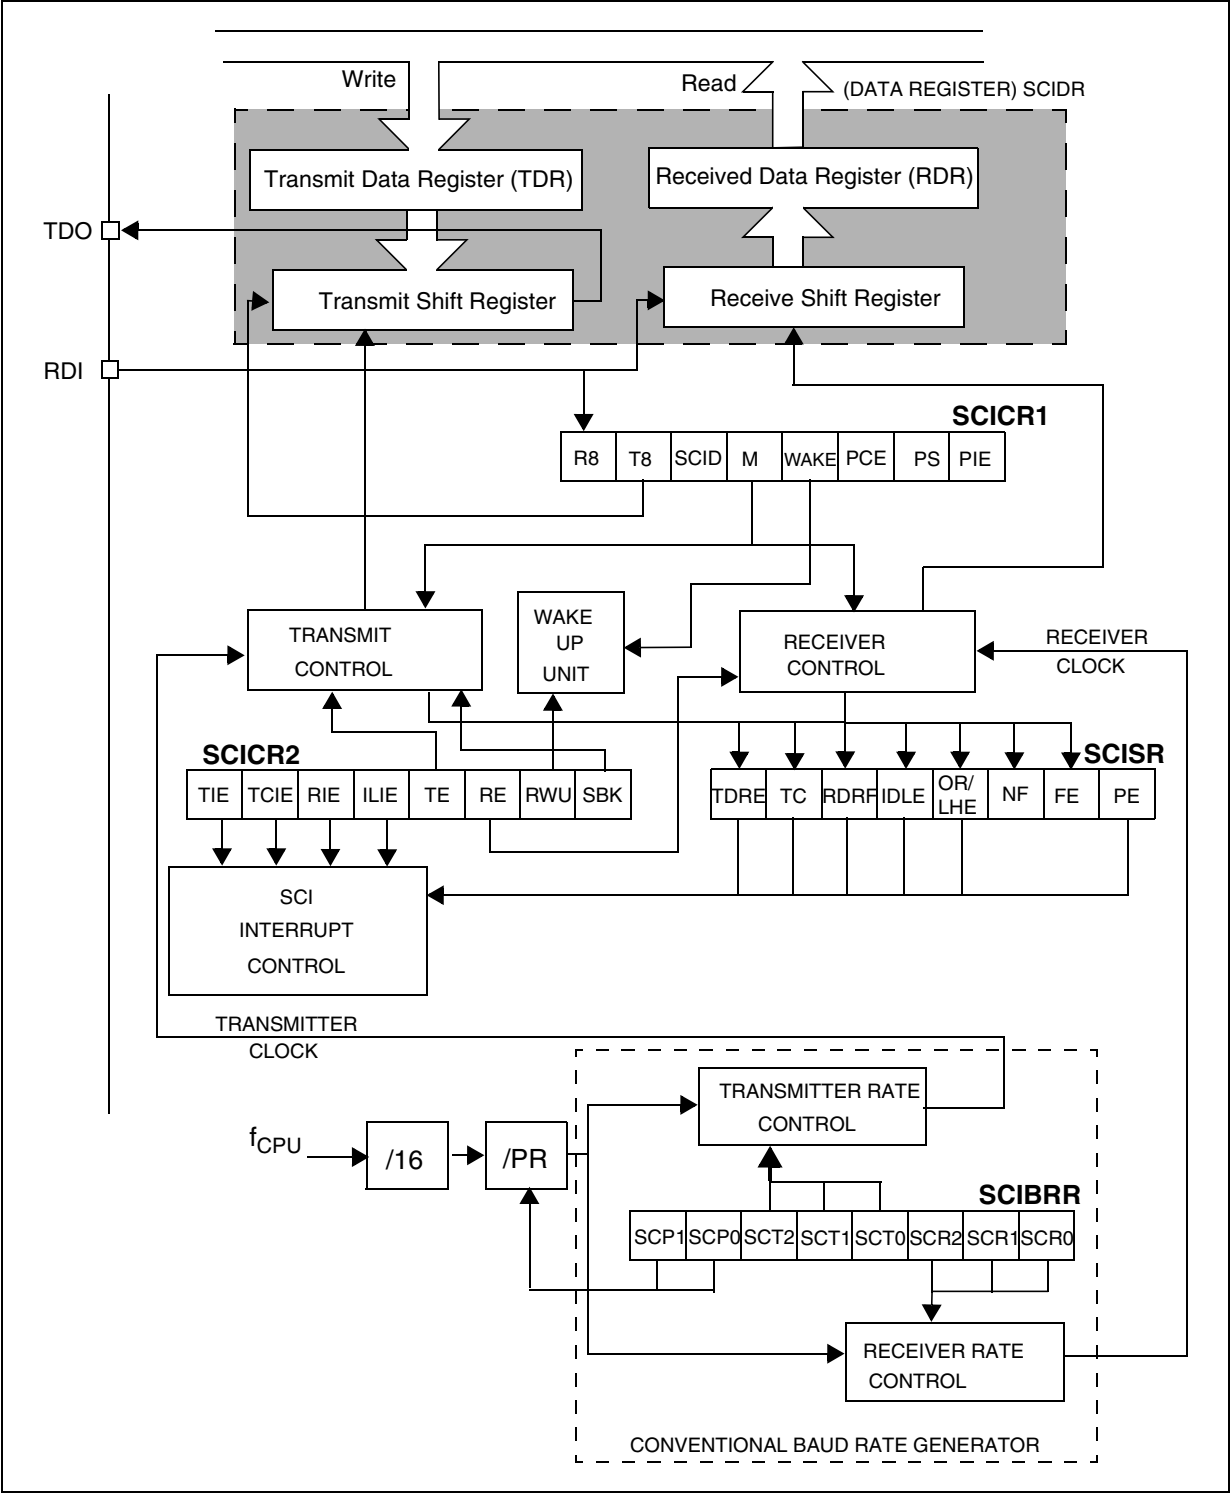 Write
Read
(DATA REGISTER) SCIDR
Transmit Data Register (TDR)
Received Data Register (RDR)
TDO
Transmit Shift Register
Receive Shift Register
RDI
SCICR1
R8 T8 SCID M WAKE PCE PS PIE
TRANSMIT
CONTROL
WAKE
UP
UNIT
RECEIVER
CONTROL
RECEIVER
CLOCK
SCICR2
TIE TCIE RIE ILIE TE RE RWU SBK
SCISR
TDRE TC RDRF IDLE OR/
LHE NF FE PE
SCI
INTERRUPT
CONTROL
TRANSMITTER
CLOCK
TRANSMITTER RATE
CONTROL
fCPU
/16
/PR
SCIBRR
SCP1 SCP0 SCT2 SCT1 SCT0 SCR2 SCR1 SCR0
RECEIVER RATE
CONTROL
CONVENTIONAL BAUD RATE GENERATOR